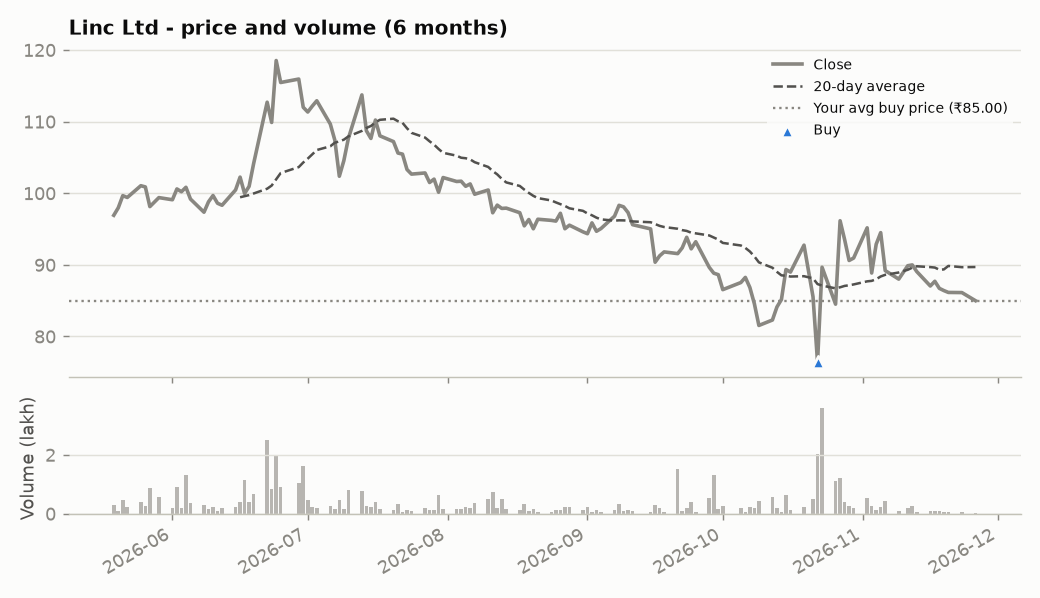 Linc Ltd - price and volume (6 months)
120
110
100
90
80
Close
20-day average
Your avg buy price (₹85.00)
Buy
Volume (lakh)
2
0
2026-06
2026-07
2026-08
2026-09
2026-10
2026-11
2026-12